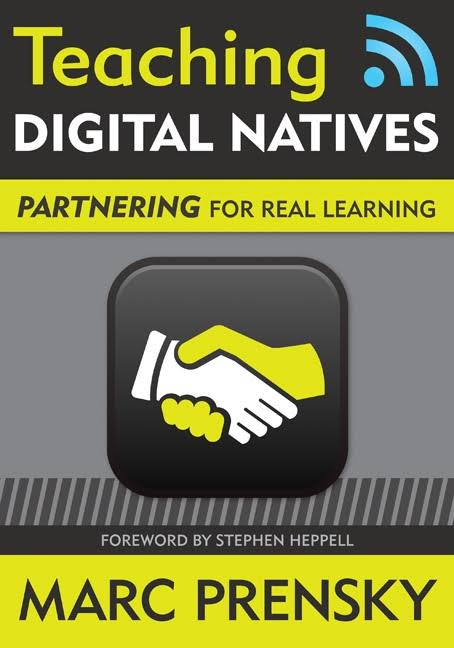 Teaching
DIGITAL NATIVES
PARTNERING FOR REAL LEARNING
FOREWORD BY STEPHEN HEPPELL
MARC PRENSKY